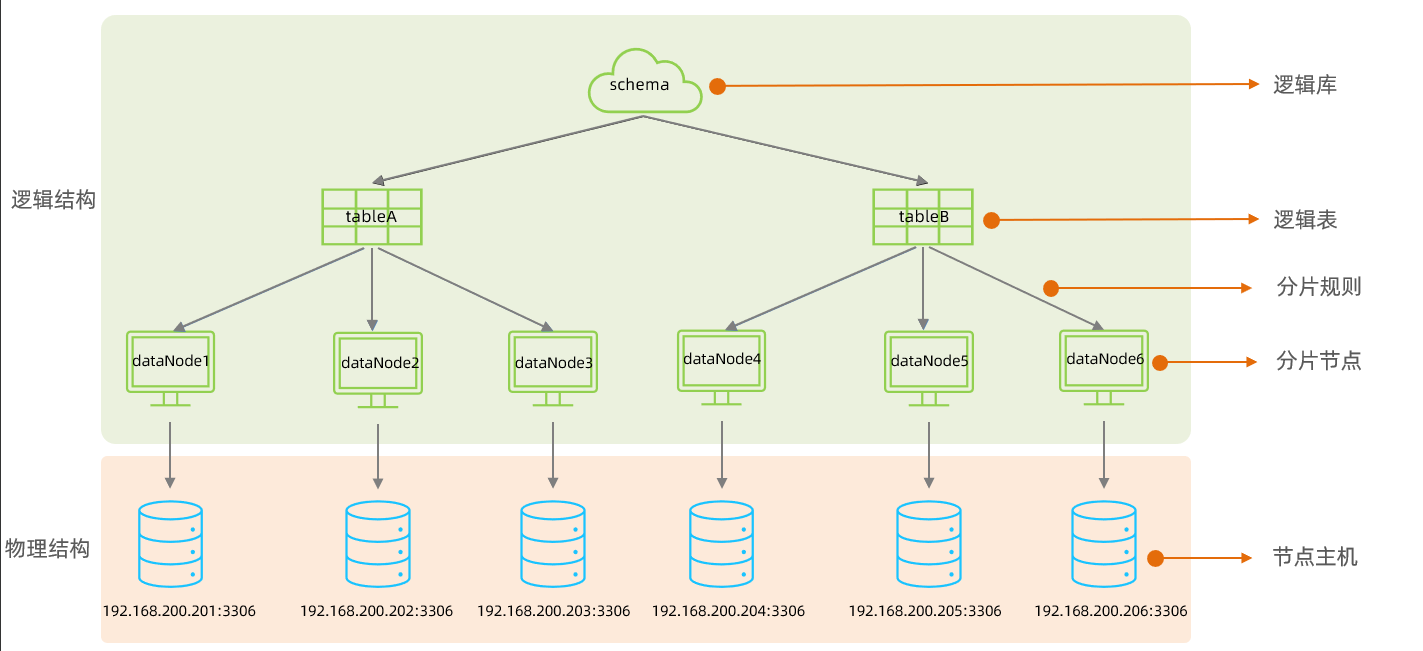 schema
逻辑库
逻辑结构
tableA
tableB
逻辑表
分片规则
dataNode1
dataNode2
dataNode3
dataNode4
dataNode5
dataNode6
分片节点
物理结构
节点主机
192.168.200.201:3306
192.168.200.202:3306
192.168.200.203:3306
192.168.200.204:3306
192.168.200.205:3306
192.168.200.206:3306